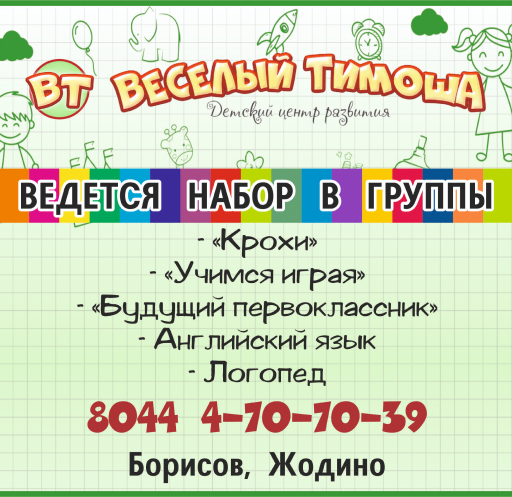 ВТ ВЕСЕЛЫЙ ТИМОША
Детский центр развития
ВЕДЕТСЯ НАБОР В ГРУППЫ
- «Крохи»
- «Учимся играя»
- «Будущий первоклассник»
- Английский язык
- Логопед
8044 4-70-70-39
Борисов, Жодино